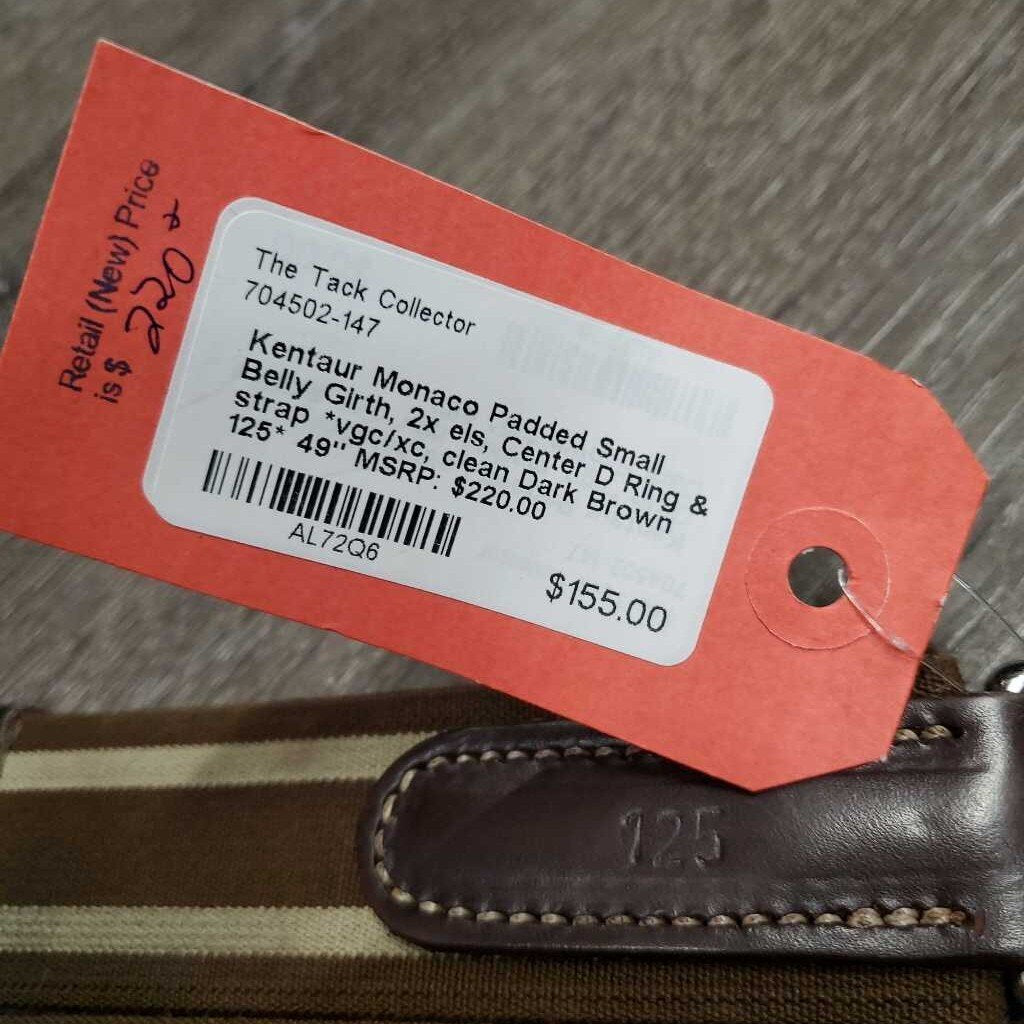 Retail (New) Price
is $ 220 +
The Tack Collector
704502-147
Kentaur Monaco Padded Small
Belly Girth, 2x els, Center D Ring &
strap *vgc/xc, clean Dark Brown
125* 49'' MSRP: $220.00
AL72Q6
$155.00
125